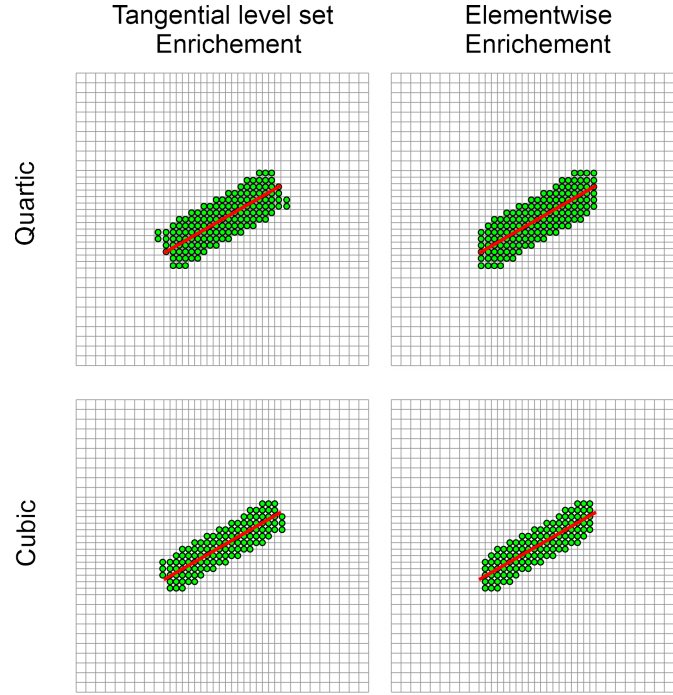 Tangential level set
Enrichement
Elementwise
Enrichement
Quartic
Cubic